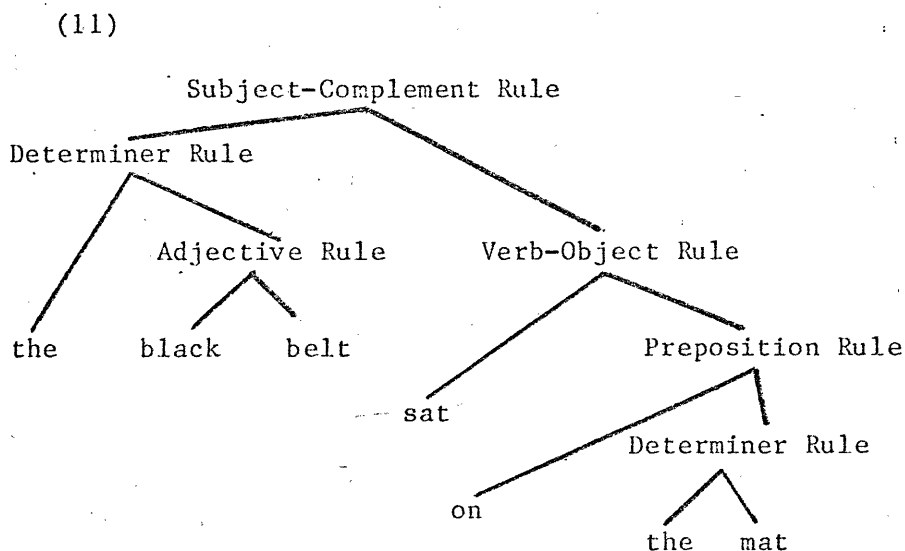 (11)
Subject-Complement Rule
Determiner Rule
Adjective Rule Verb-Object Rule
the black belt Preposition Rule
sat
Determiner Rule
on
the mat